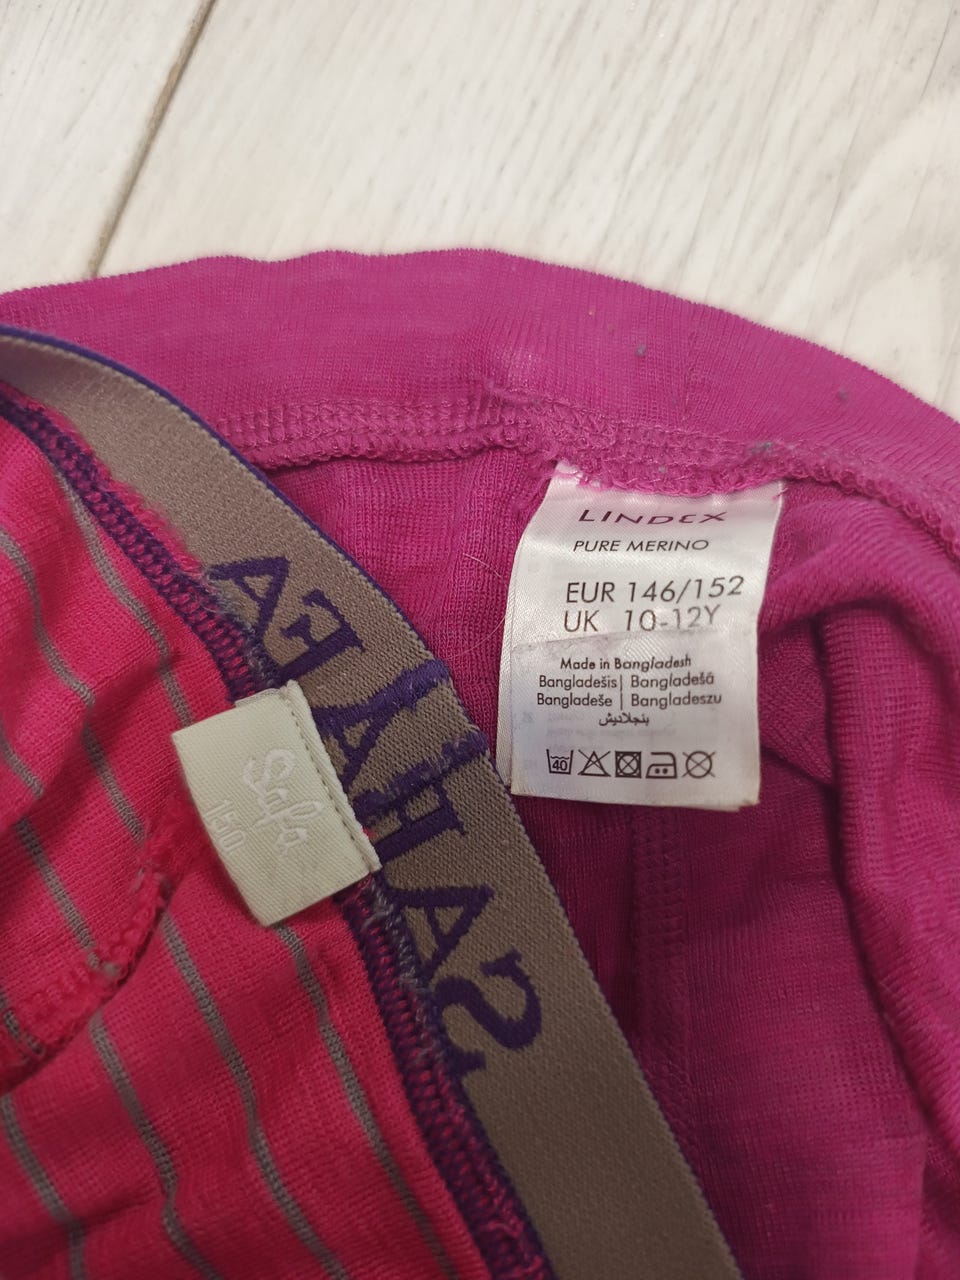 LINDEX
PURE MERINO
EUR 146/152
UK 10-12Y
Made in Bangladesh
Bangladešis | Bangladešā
Bangladeše | Bangladeszu
بنجلاديش
40
Safa
150